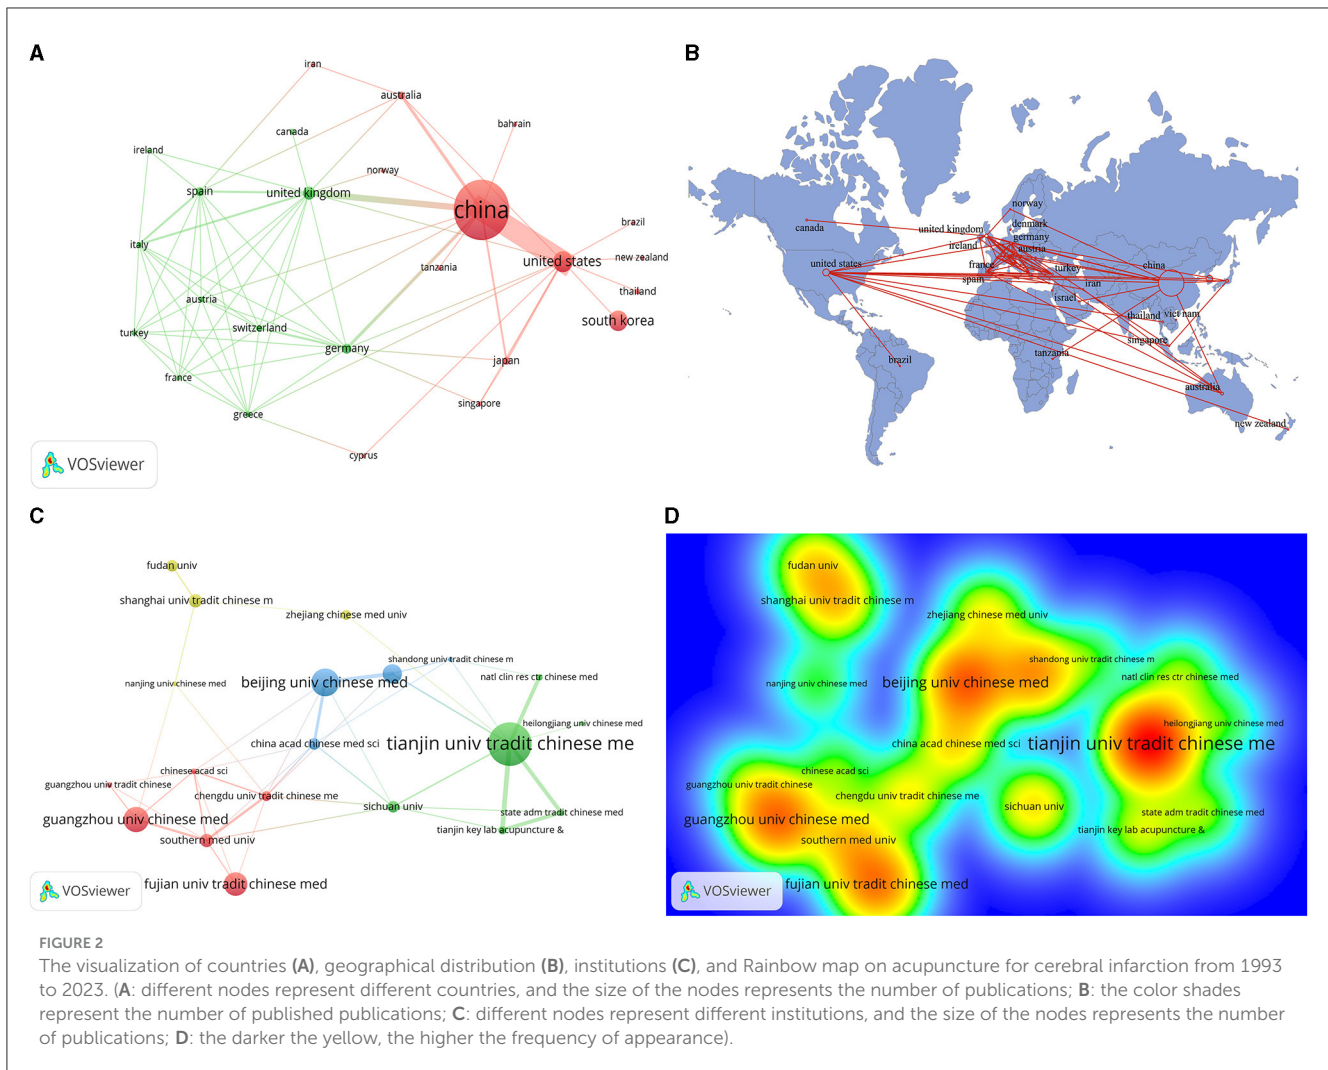 A
iran
australia
bahrain
canada
ireland
norway
spain
united kingdom
china
brazil
italy
united states
new zealand
tanzania
thailand
austria
south korea
turkey
switzerland
germany
japan
france
singapore
greece
cyprus
VOSviewer
B
norway
canada
denmark
united kingdom
germany
ireland
austria
united states
france
turkey
china
spain
iran
israel
thailand
viet nam
singapore
tanzania
brazil
australia
new zealand
C
fudan univ
shanghai univ tradit chinese m
zhejiang chinese med univ
shandong univ tradit chinese m
nanjing univ chinese med
beijing univ chinese med
natl clin res ctr chinese med
heilongjiang univ chinese med
china acad chinese med sci
tianjin univ tradit chinese me
chinese acad sci
guangzhou univ tradit chinese
chengdu univ tradit chinese me
sichuan univ
guangzhou univ chinese med
state adm tradit chinese med
tianjin key lab acupuncture &
southern med univ
fujian univ tradit chinese med
VOSviewer
D
fudan univ
shanghai univ tradit chinese m
zhejiang chinese med univ
shandong univ tradit chinese m
nanjing univ chinese med
beijing univ chinese med
natl clin res ctr chinese med
heilongjiang univ chinese med
china acad chinese med sci
tianjin univ tradit chinese me
chinese acad sci
guangzhou univ tradit chinese
chengdu univ tradit chinese me
sichuan univ
guangzhou univ chinese med
state adm tradit chinese med
tianjin key lab acupuncture &
southern med univ
fujian univ tradit chinese med
VOSviewer
FIGURE 2
The visualization of countries (A), geographical distribution (B), institutions (C), and Rainbow map on acupuncture for cerebral infarction from 1993
to 2023. (A: different nodes represent different countries, and the size of the nodes represents the number of publications; B: the color shades
represent the number of published publications; C: different nodes represent different institutions, and the size of the nodes represents the number
of publications; D: the darker the yellow, the higher the frequency of appearance).